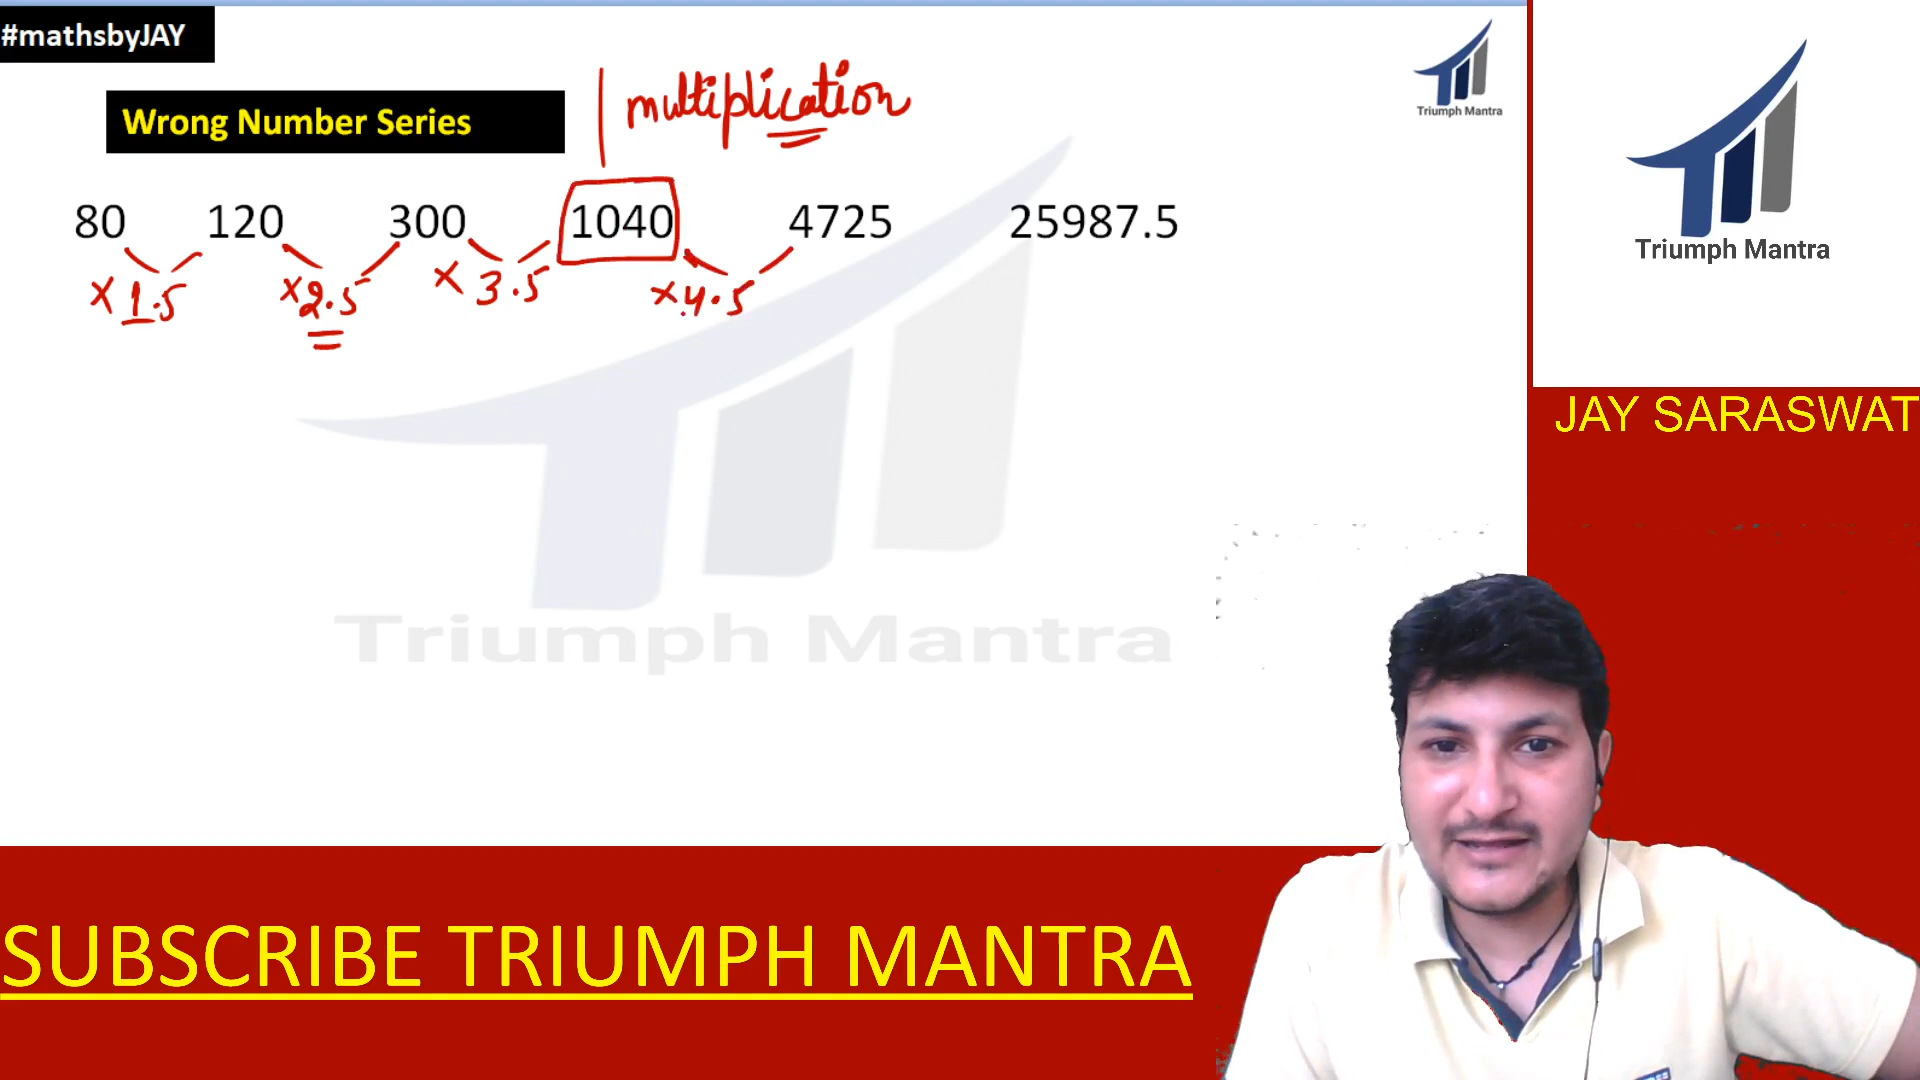 #mathsbyJAY
Wrong Number Series
multiplication
Triumph Mantra
Triumph Mantra
80 120 300 1040 4725 25987.5
×1.5 ×2.5 ×3.5 ×4.5
JAY SARASWAT
Triumph Mantra
SUBSCRIBE TRIUMPH MANTRA